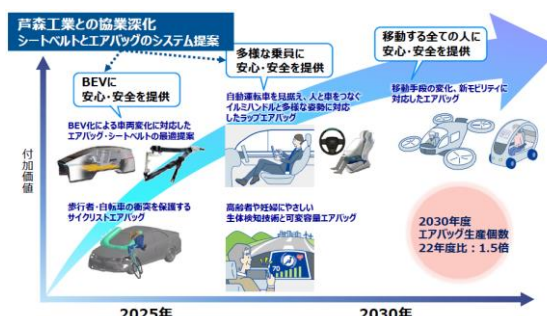 芦森工業との協業深化
シートベルトとエアバッグのシステム提案
BEVに
安心・安全を提供
多様な乗員に
安心・安全を提供
移動する全ての人に
安心・安全を提供
BEV化による車両変化に対応した
エアバッグ・シートベルトの最適提案
自動運転車を見据え、人と車をつなぐ
イルミハンドルと多様な姿勢に対応
したラップエアバッグ
移動手段の変化、新モビリティに
対応したエアバッグ
歩行者・自転車の衝突を保護する
サイクリストエアバッグ
高齢者や妊婦にやさしい
生体検知技術と可変容量エアバッグ
70
2030年度
エアバッグ生産個数
22年度比：1.5倍
付加価値
2025年
2030年